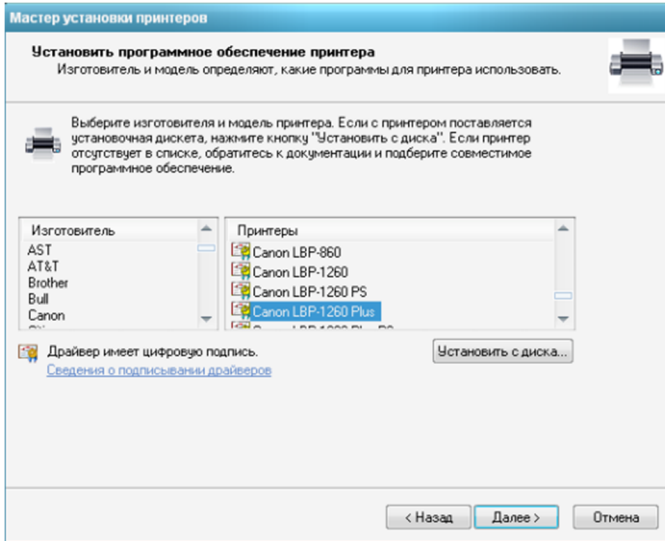 Мастер установки принтеров
Установить программное обеспечение принтера
Изготовитель и модель определяют, какие программы для принтера использовать.
Выберите изготовителя и модель принтера. Если с принтером поставляется
установочная дискета, нажмите кнопку "Установить с диска". Если принтер
отсутствует в списке, обратитесь к документации и подберите совместимое
программное обеспечение.
Изготовитель
AST
AT&T
Brother
Bull
Canon
Принтеры
Canon LBP-860
Canon LBP-1260
Canon LBP-1260 PS
Canon LBP-1260 Plus
Драйвер имеет цифровую подпись.
Сведения о подписывании драйверов
Установить с диска...
< Назад
Далее >
Отмена